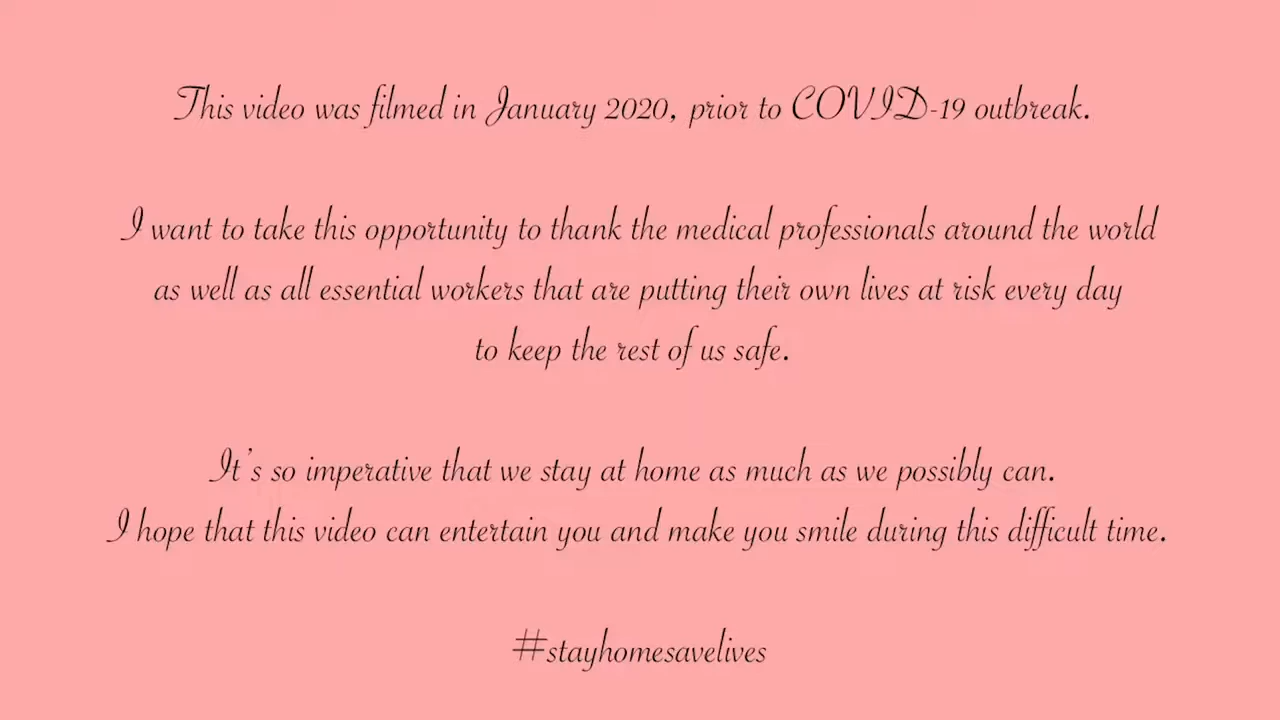 This video was filmed in January 2020, prior to COVID-19 outbreak.
I want to take this opportunity to thank the medical professionals around the world
as well as all essential workers that are putting their own lives at risk every day
to keep the rest of us safe.
It's so imperative that we stay at home as much as we possibly can.
I hope that this video can entertain you and make you smile during this difficult time.
#stayhomesavelives